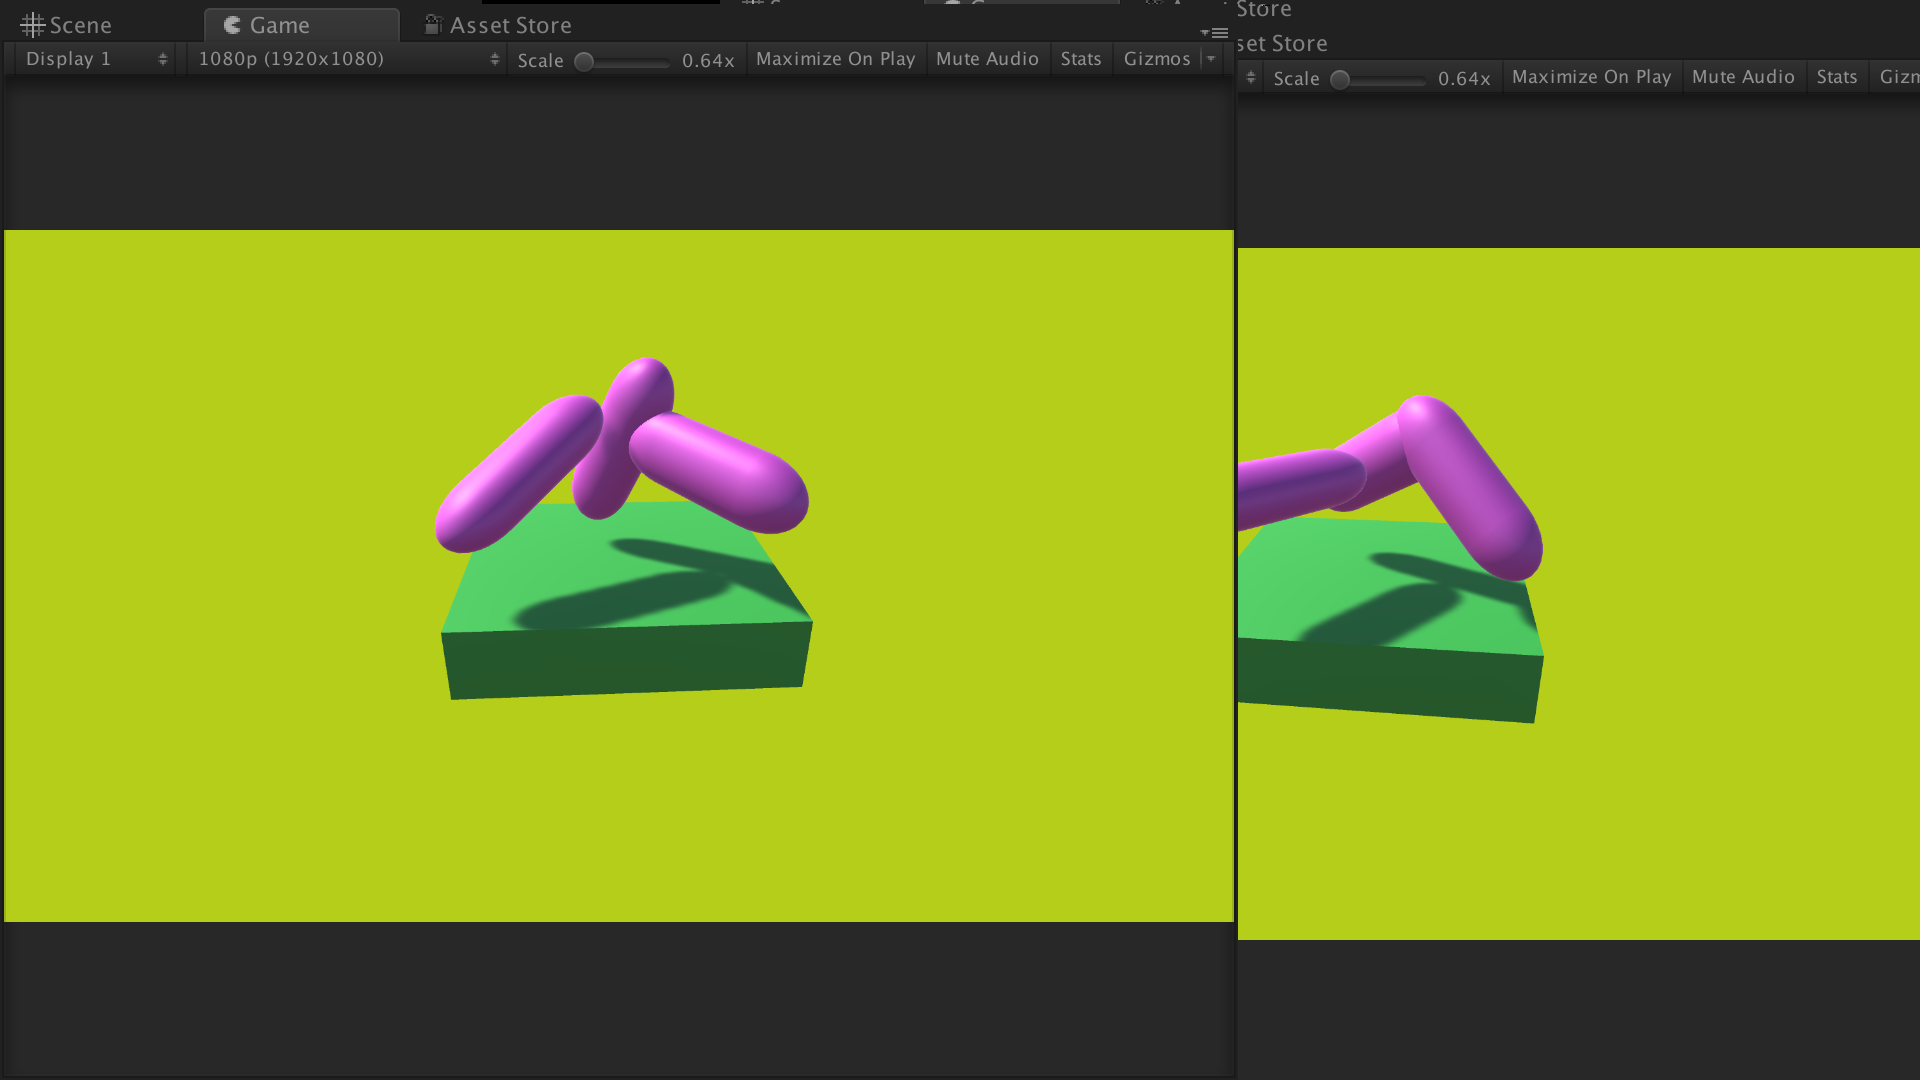 Store
Scene Game Asset Store
set Store
Display 1 1080p (1920x1080) Scale 0.64x Maximize On Play Mute Audio Stats Gizmos
Scale 0.64x Maximize On Play Mute Audio Stats